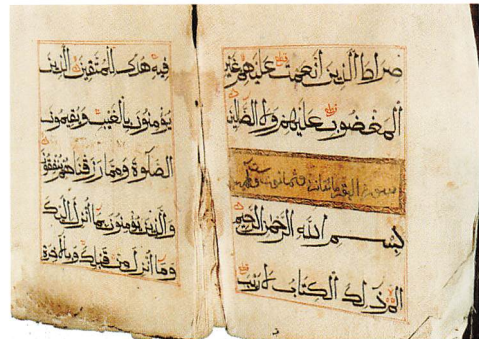 صراط الذين أنعمت عليهم غير
المغضوب عليهم ولا الضالين
سورة البقرة مائتان وثمانون و
بسم الله الرحمن الرحيم
الم ذلك الكتاب لا ريب
فيه هدى للمتقين الذين
يؤمنون بالغيب ويقيمون
الصلوة ومما رزقناهم ينفقون
والذين يؤمنون بما أنزل إليك
وما أنزل من قبلك وبالآخرة